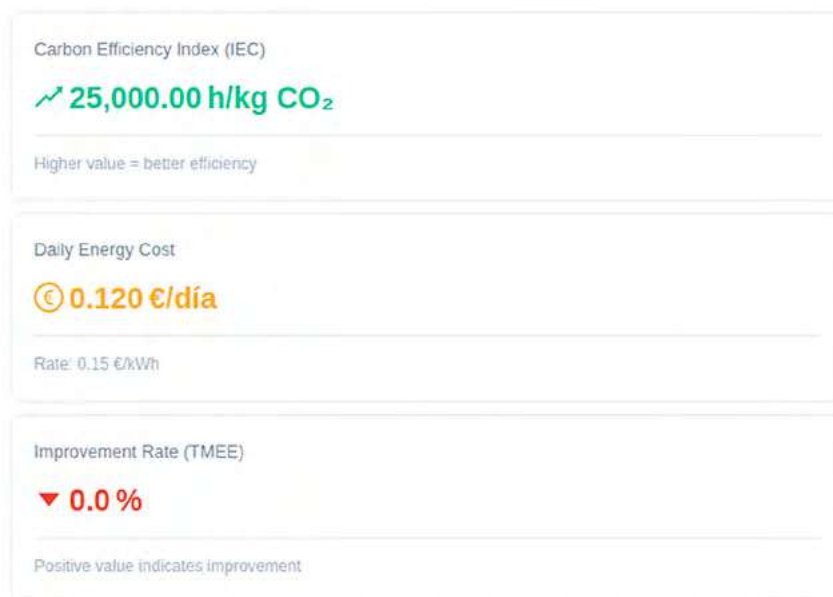 Carbon Efficiency Index (IEC)
25,000.00 h/kg CO₂
Higher value = better efficiency
Daily Energy Cost
€ 0.120 €/día
Rate: 0.15 €/kWh
Improvement Rate (TMEE)
0.0 %
Positive value indicates improvement